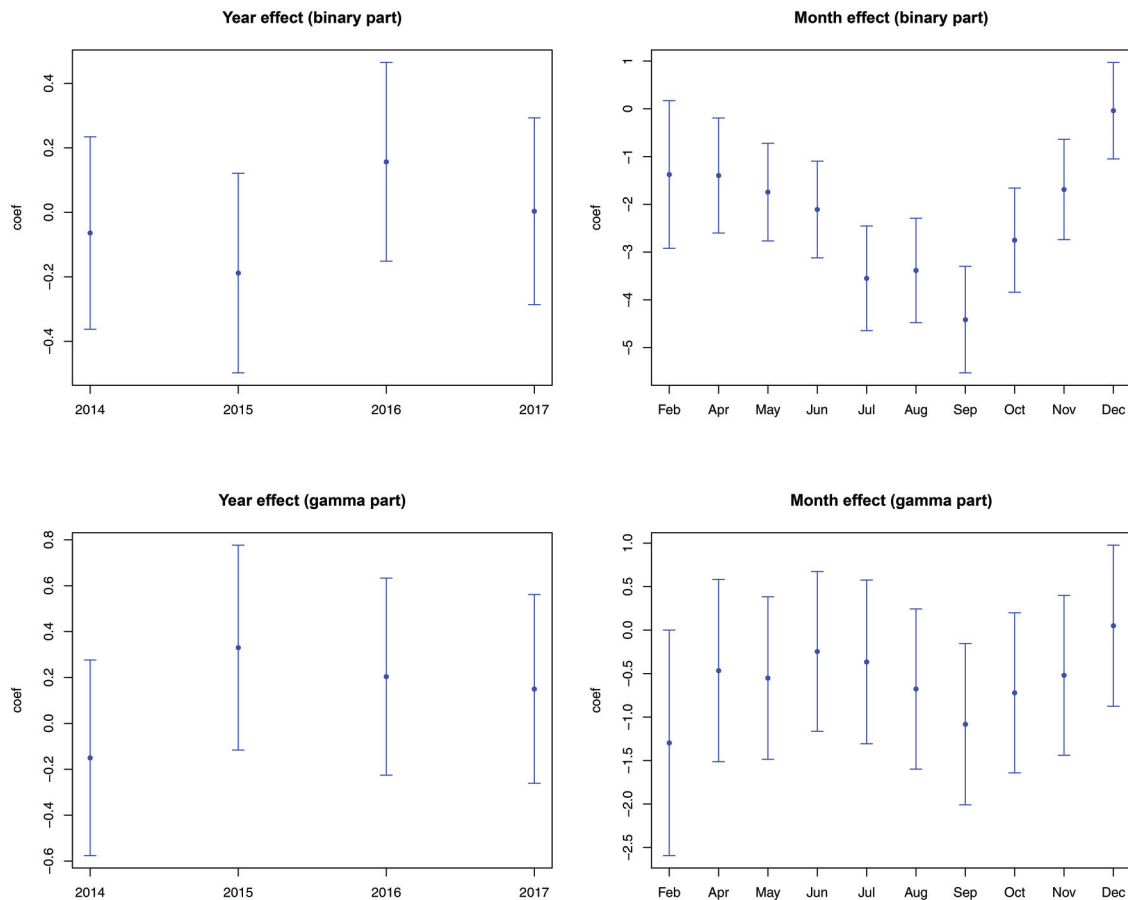 Year effect (binary part)
coef
0.4
0.2
0.0
−0.2
−0.4
2014 2015 2016 2017
Month effect (binary part)
coef
1
0
−1
−2
−3
−4
−5
Feb Apr May Jun Jul Aug Sep Oct Nov Dec
Year effect (gamma part)
coef
0.8
0.6
0.4
0.2
0.0
−0.2
−0.4
−0.6
2014 2015 2016 2017
Month effect (gamma part)
coef
1.0
0.5
0.0
−0.5
−1.0
−1.5
−2.0
−2.5
Feb Apr May Jun Jul Aug Sep Oct Nov Dec